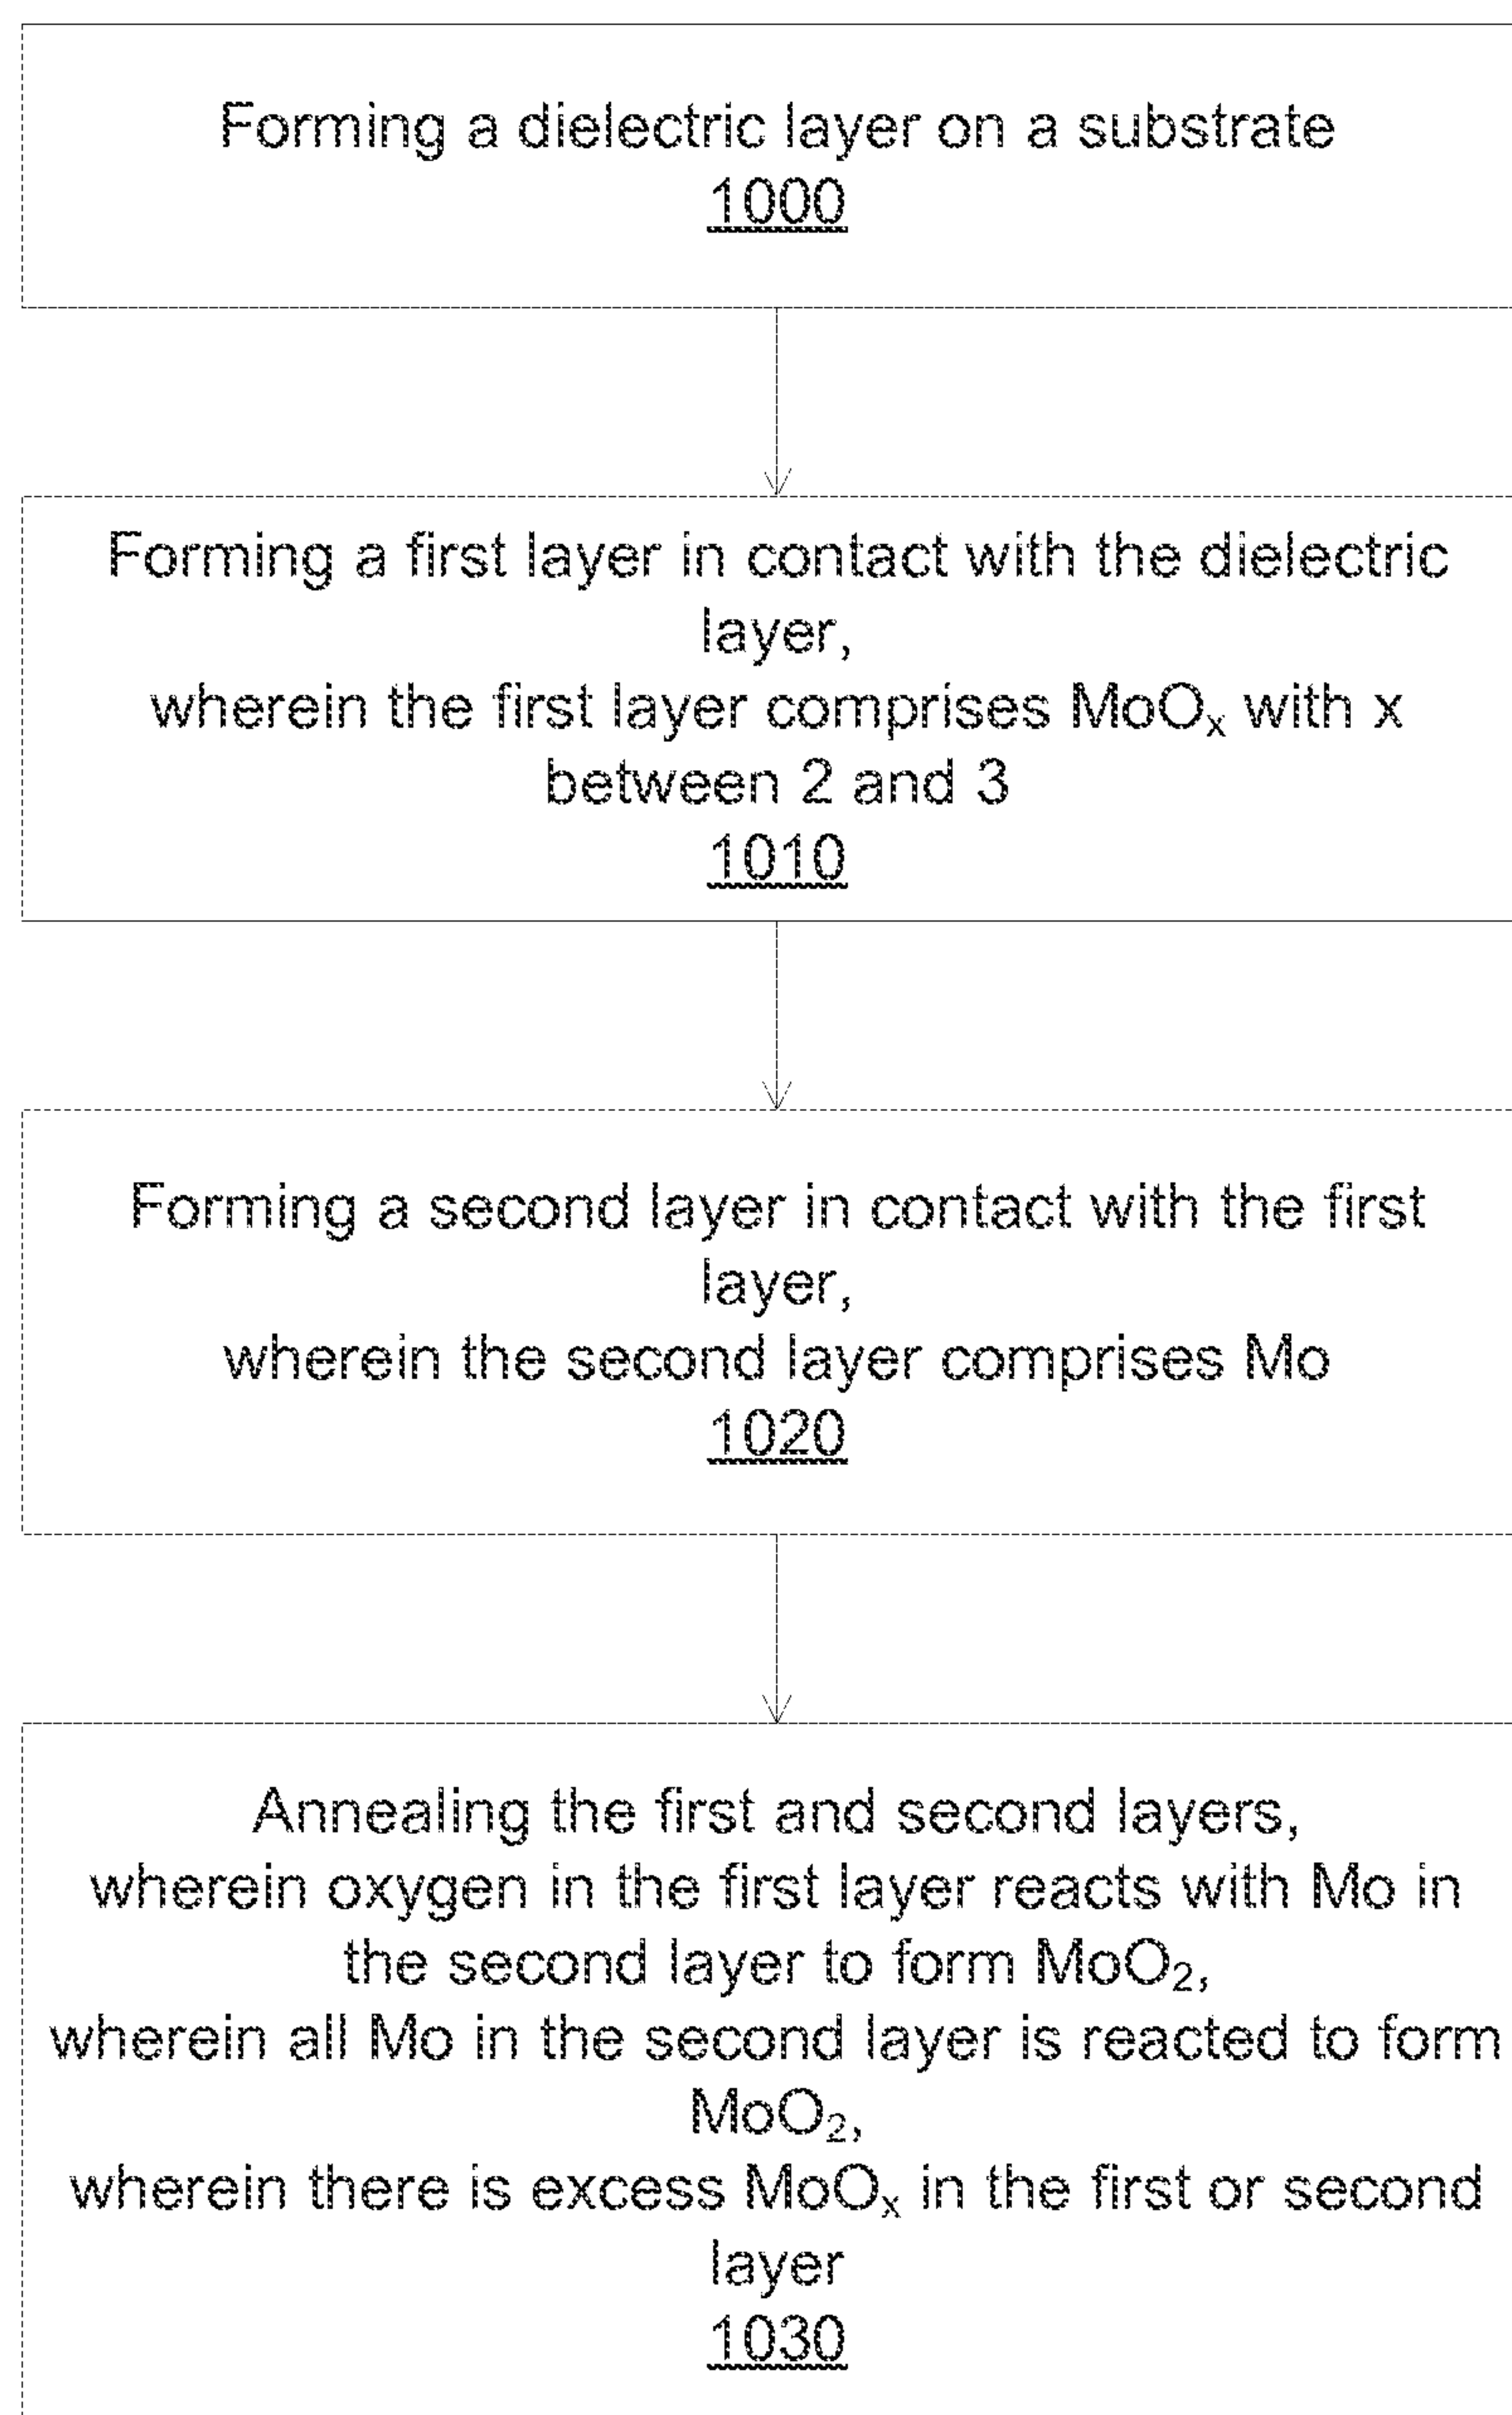 Forming a dielectric layer on a substrate
1000
Forming a first layer in contact with the dielectric
layer,
wherein the first layer comprises MoOₓ with x
between 2 and 3
1010
Forming a second layer in contact with the first
layer,
wherein the second layer comprises Mo
1020
Annealing the first and second layers,
wherein oxygen in the first layer reacts with Mo in
the second layer to form MoO₂,
wherein all Mo in the second layer is reacted to form
MoO₂,
wherein there is excess MoOₓ in the first or second
layer
1030